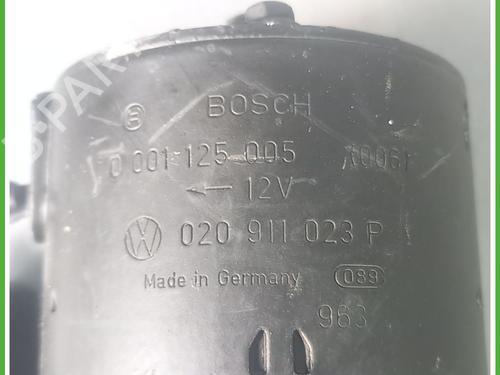 BOSCH
0 001 125 005
12V
020 911 023 P
Made in Germany 089
963